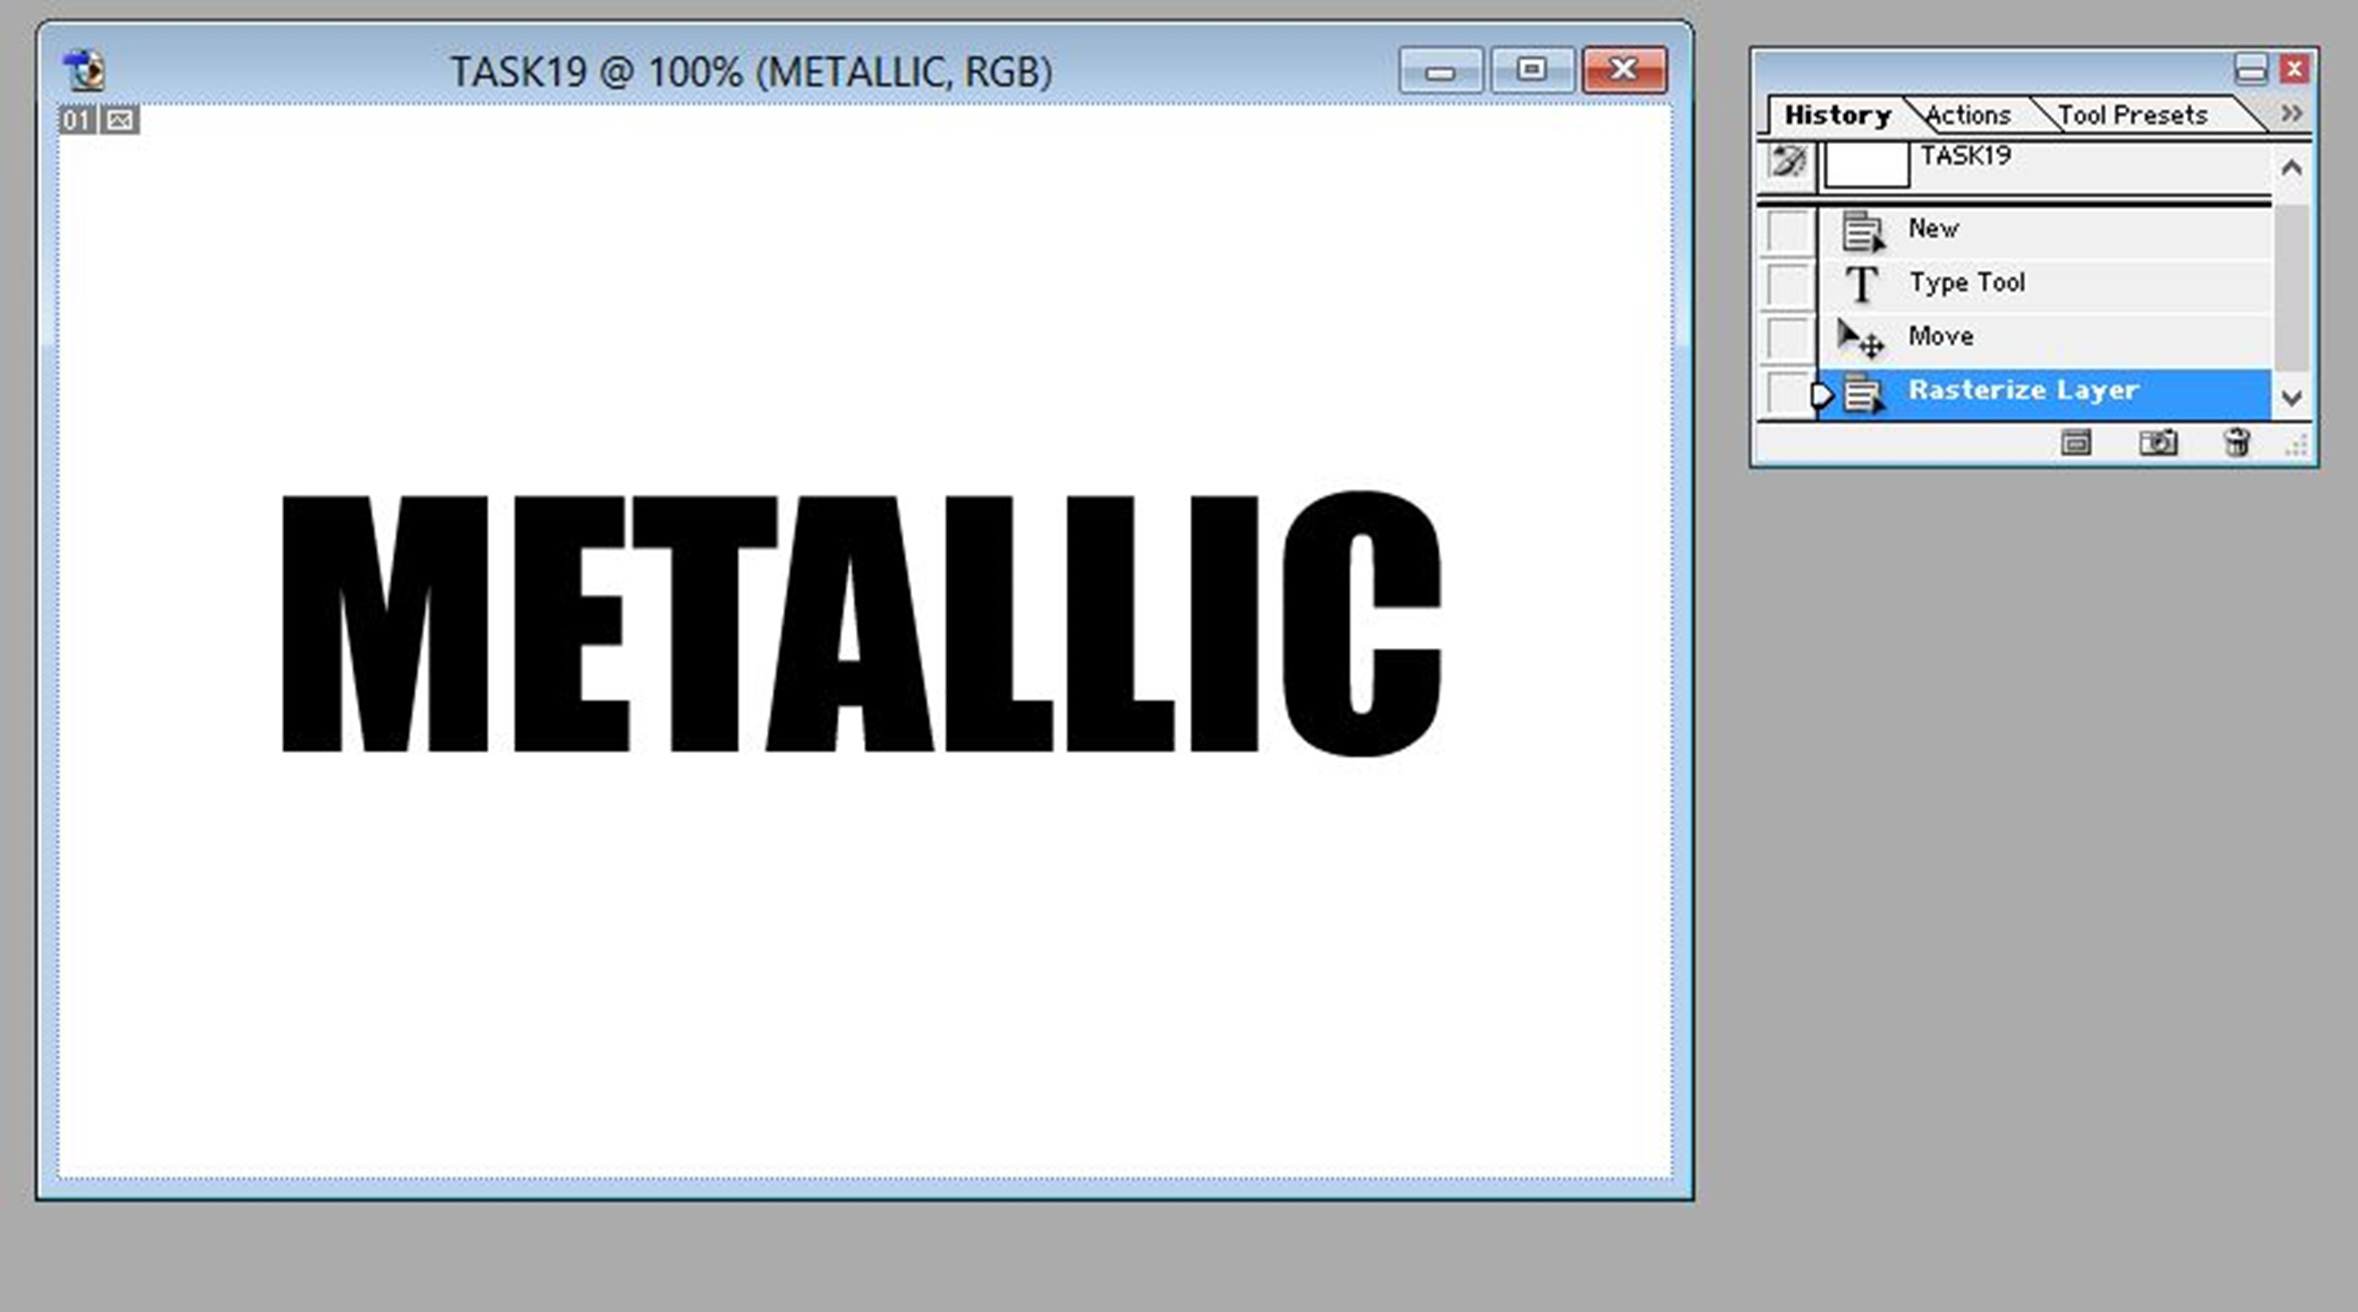 TASK19 @ 100% (METALLIC, RGB)
01
METALLIC
History Actions Tool Presets
TASK19
New
Type Tool
Move
Rasterize Layer